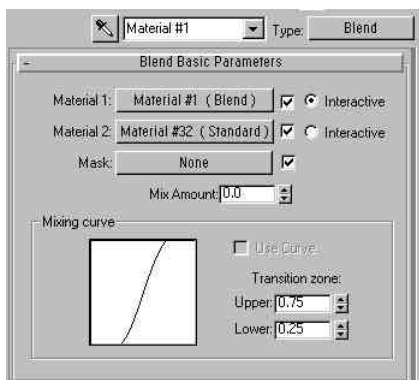 Material #1 Type: Blend
- Blend Basic Parameters
Material 1: Material #1 ( Blend ) Interactive
Material 2: Material #32 ( Standard ) Interactive
Mask: None
Mix Amount: 0.0
Mixing curve
Use Curve
Transition zone:
Upper: 0.75
Lower: 0.25